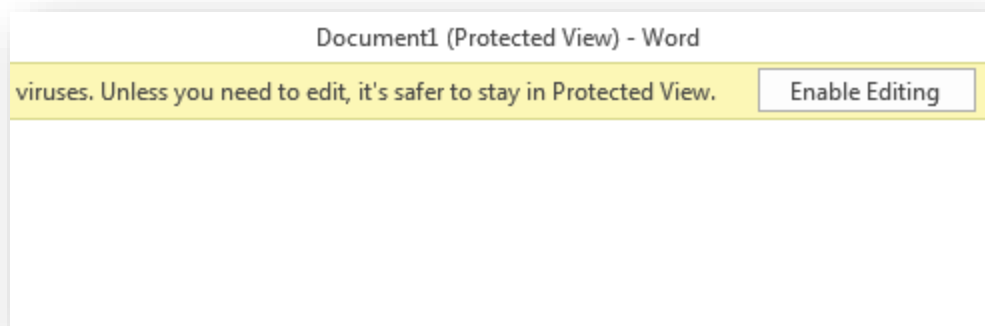 Document1 (Protected View) - Word
viruses. Unless you need to edit, it's safer to stay in Protected View. Enable Editing